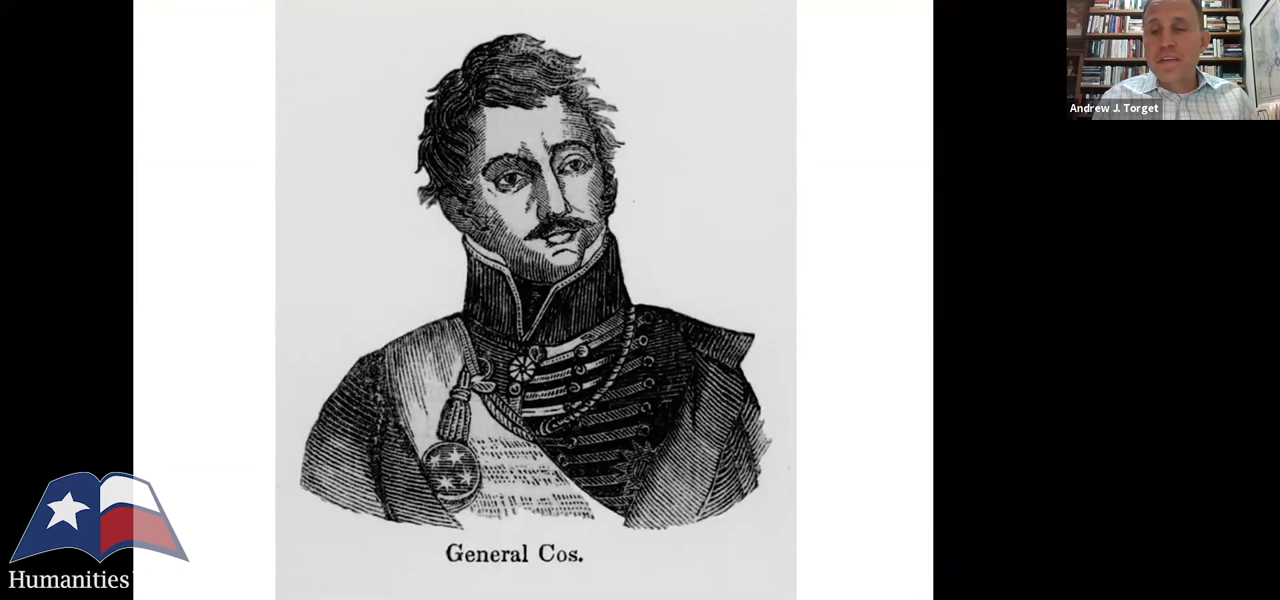 Andrew J. Torget
General Cos.
Humanities